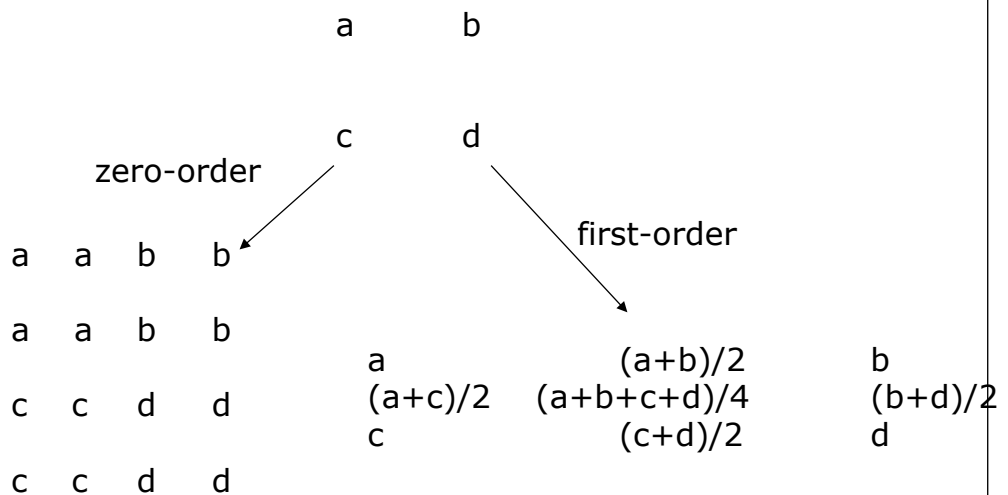 a b
c d
zero-order
first-order
a a b b
a a b b
c c d d
c c d d
a (a+b)/2 b
(a+c)/2 (a+b+c+d)/4 (b+d)/2
c (c+d)/2 d